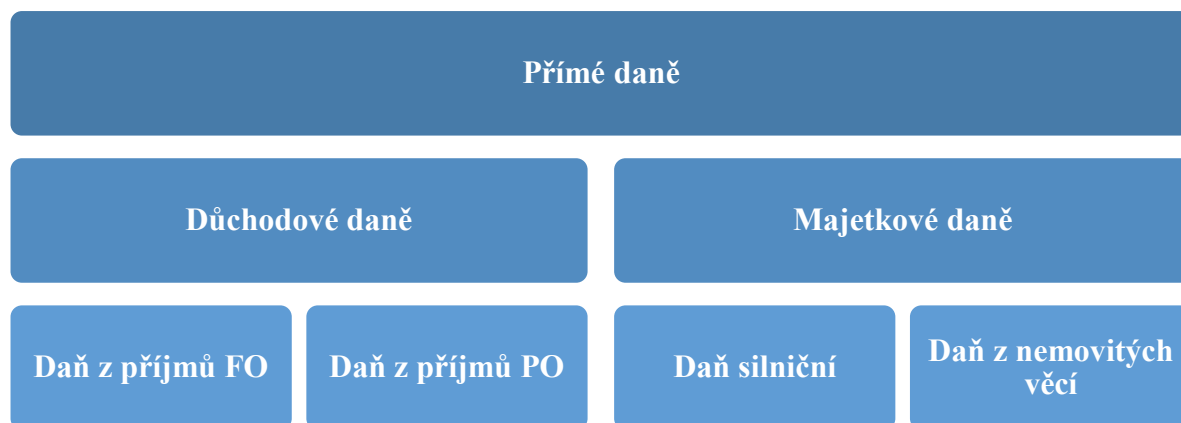 Přímé daně
Důchodové daně
Majetkové daně
Daň z příjmů FO
Daň z příjmů PO
Daň silniční
Daň z nemovitých
věcí